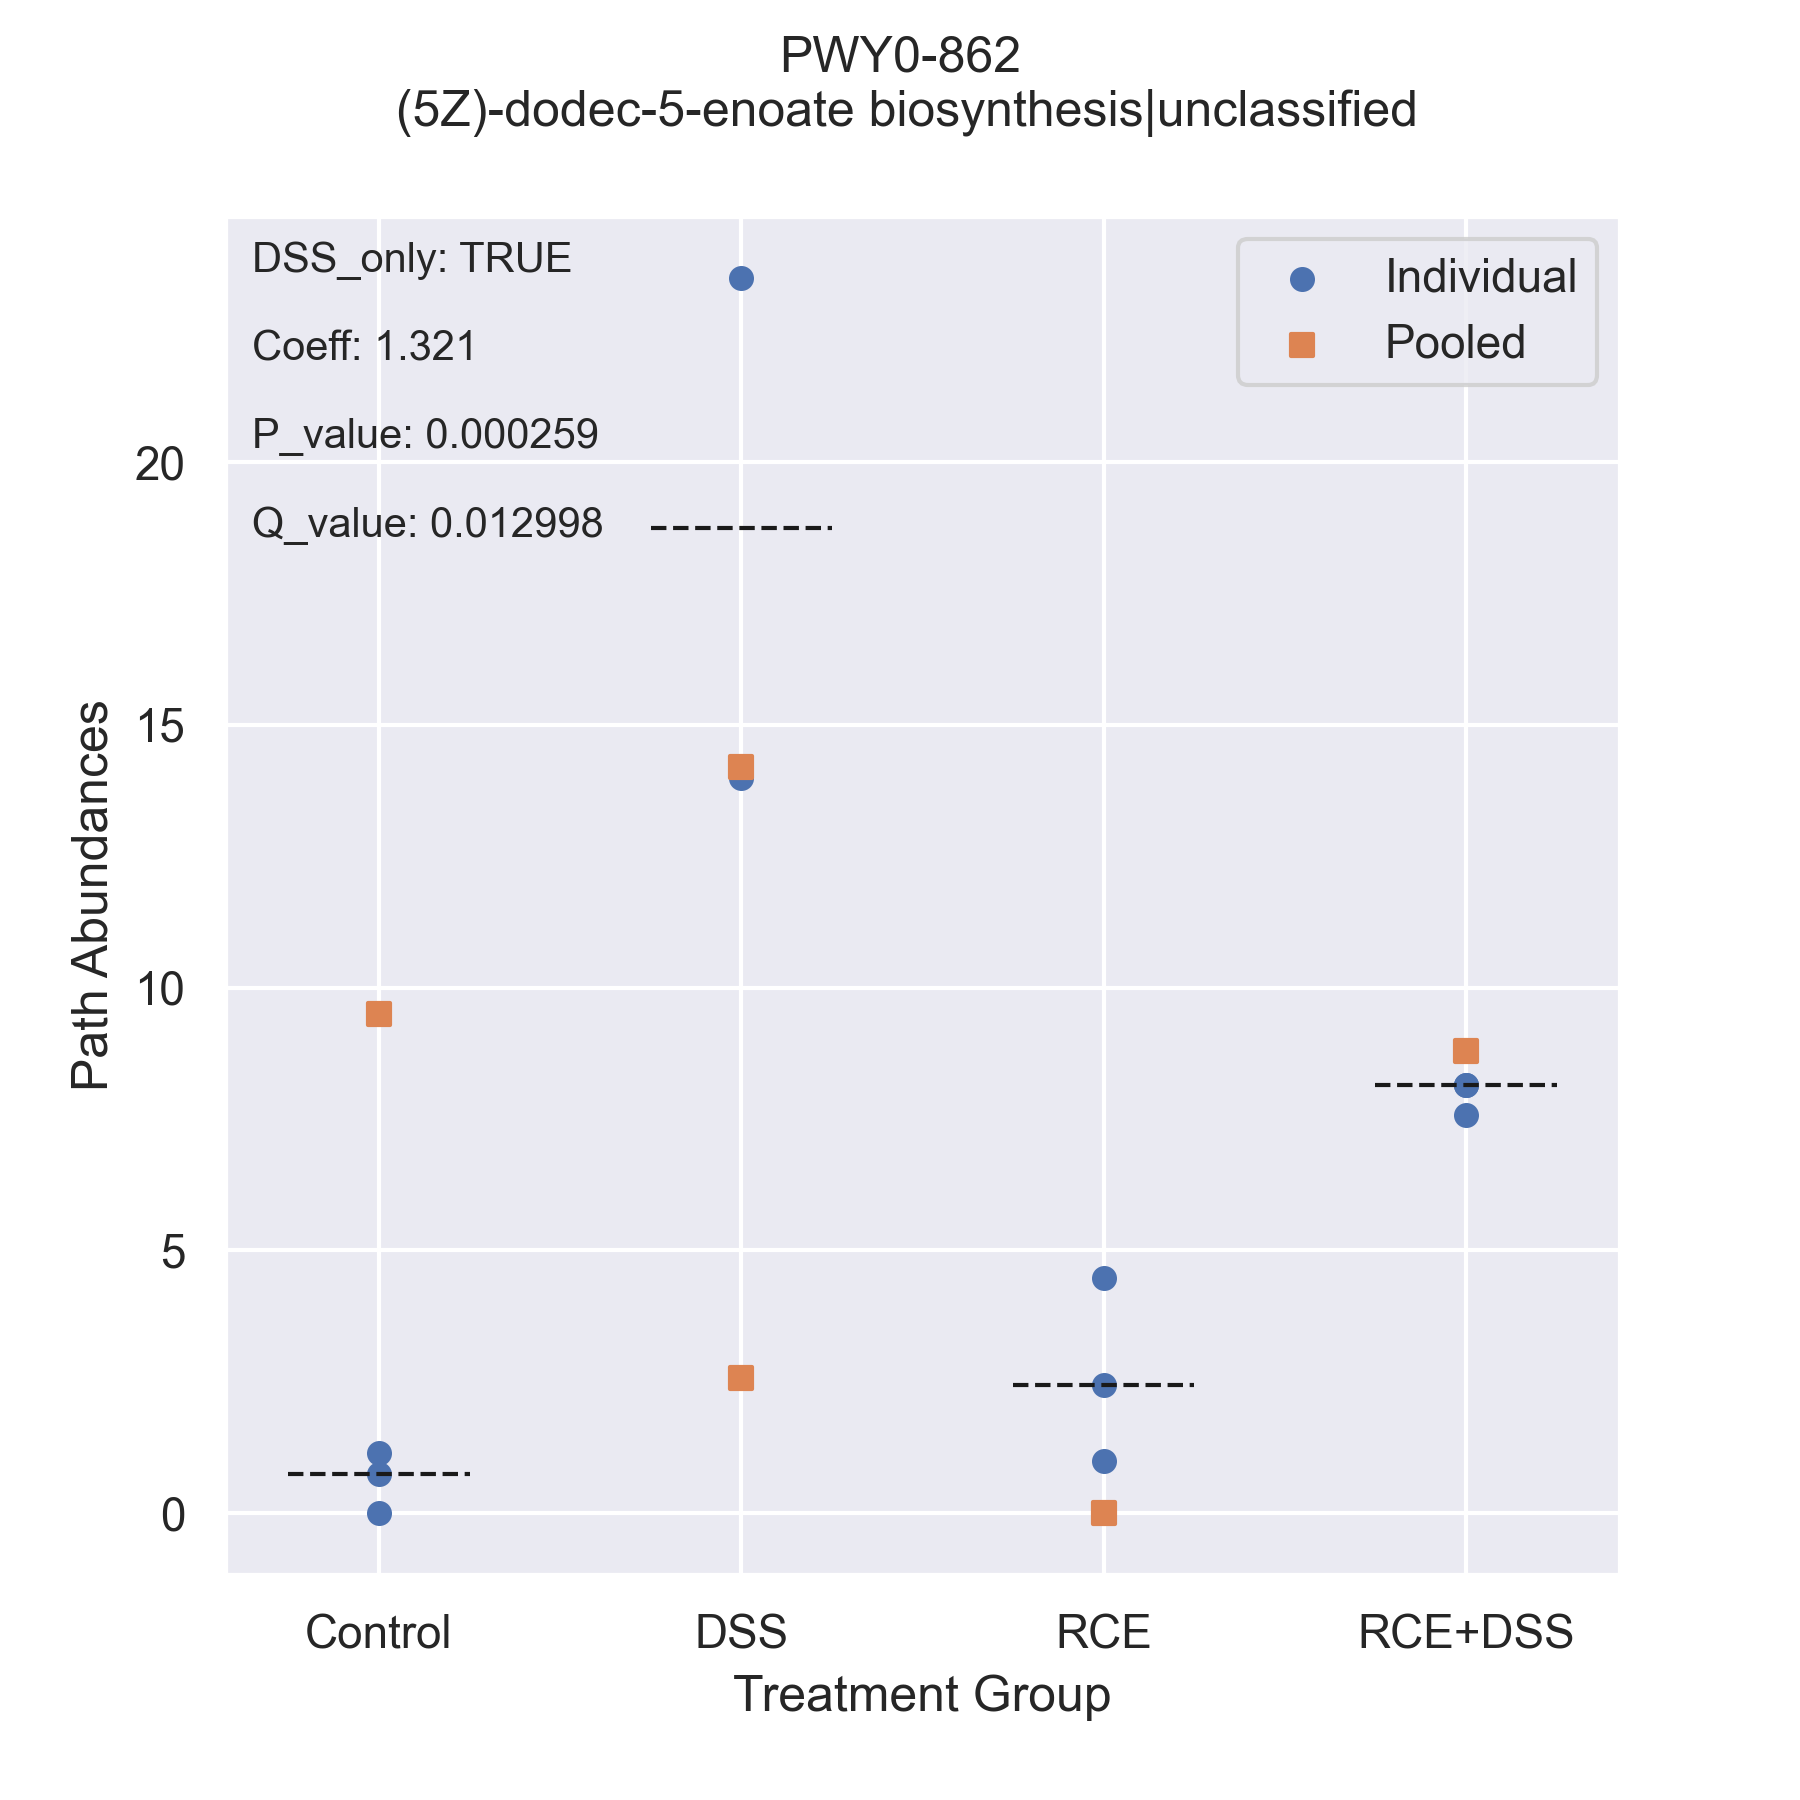 PWY0-862
(5Z)-dodec-5-enoate biosynthesis|unclassified
DSS_only: TRUE
Coeff: 1.321
P_value: 0.000259
Q_value: 0.012998
Individual
Pooled
Path Abundances
20
15
10
5
0
Control DSS RCE RCE+DSS
Treatment Group